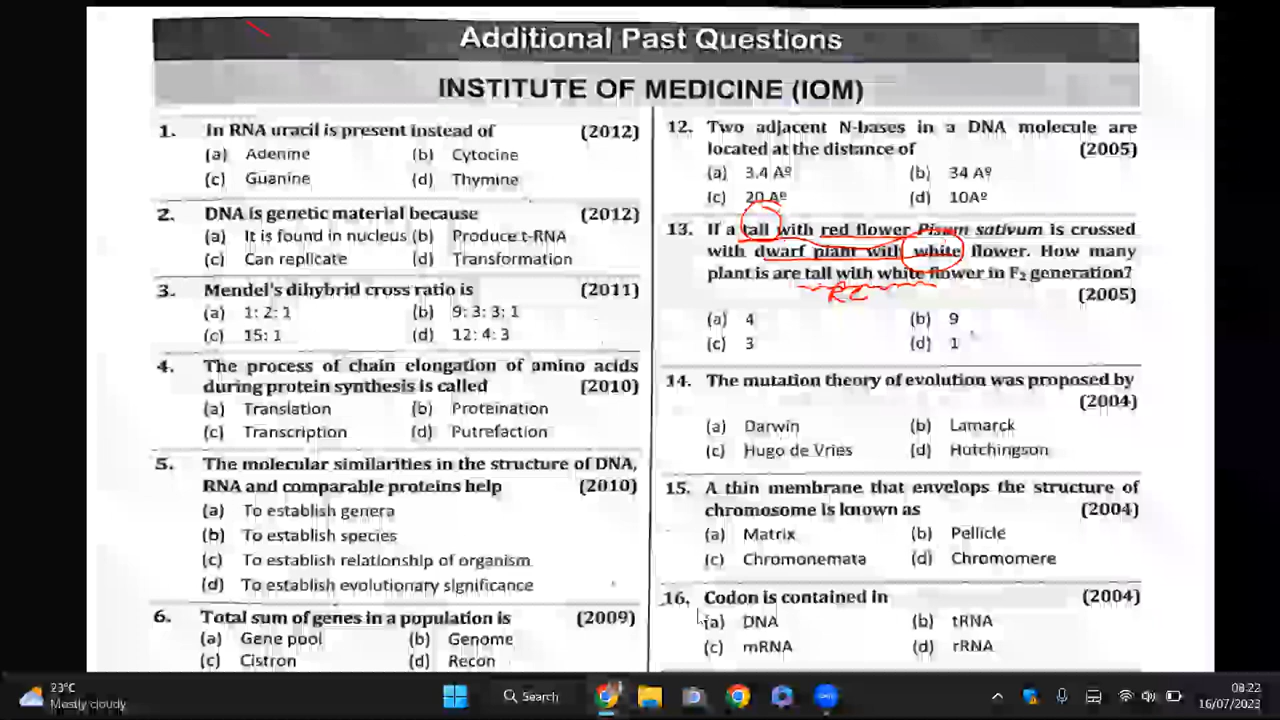 Additional Past Questions
INSTITUTE OF MEDICINE (IOM)
1. In RNA uracil is present instead of (2012)
(a) Adenine (b) Cytocine
(c) Guanine (d) Thymine
2. DNA is genetic material because (2012)
(a) It is found in nucleus (b) Produce t-RNA
(c) Can replicate (d) Transformation
3. Mendel's dihybrid cross ratio is (2011)
(a) 1: 2: 1 (b) 9: 3: 3: 1
(c) 15: 1 (d) 12: 4: 3
4. The process of chain elongation of amino acids
during protein synthesis is called (2010)
(a) Translation (b) Proteination
(c) Transcription (d) Putrefaction
5. The molecular similarities in the structure of DNA,
RNA and comparable proteins help (2010)
(a) To establish genera
(b) To establish species
(c) To establish relationship of organism
(d) To establish evolutionary significance
6. Total sum of genes in a population is (2009)
(a) Gene pool (b) Genome
(c) Cistron (d) Recon
12. Two adjacent N-bases in a DNA molecule are
located at the distance of (2005)
(a) 3.4 Aº (b) 34 Aº
(c) 20 Aº (d) 10Aº
13. If a tall with red flower Pisum sativum is crossed
with dwarf plant with white flower. How many
plant is are tall with white flower in F₂ generation?
(2005)
(a) 4 (b) 9
(c) 3 (d) 1
14. The mutation theory of evolution was proposed by
(2004)
(a) Darwin (b) Lamarck
(c) Hugo de Vries (d) Hutchingson
15. A thin membrane that envelops the structure of
chromosome is known as (2004)
(a) Matrix (b) Pellicle
(c) Chromonemata (d) Chromomere
16. Codon is contained in (2004)
(a) DNA (b) tRNA
(c) mRNA (d) rRNA
23°C
Mostly cloudy
Search
08:22
16/07/2023